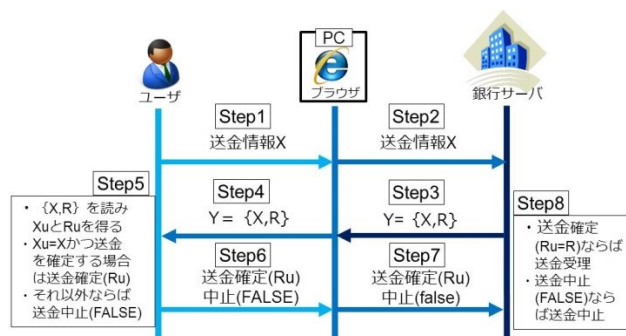 PC
ユーザ
ブラウザ
銀行サーバ
Step1
送金情報X
Step2
送金情報X
Step5
・ {X,R} を読み
XuとRuを得る
・Xu=Xかつ送金
を確定する場合
は送金確定(Ru)
・それ以外ならば
送金中止(FALSE)
Step4
Y= {X,R}
Step3
Y= {X,R}
Step6
送金確定(Ru)
中止(FALSE)
Step7
送金確定(Ru)
中止(false)
Step8
・送金確定
(Ru=R)ならば
送金受理
・送金中止
(FALSE)なら
ば送金中止